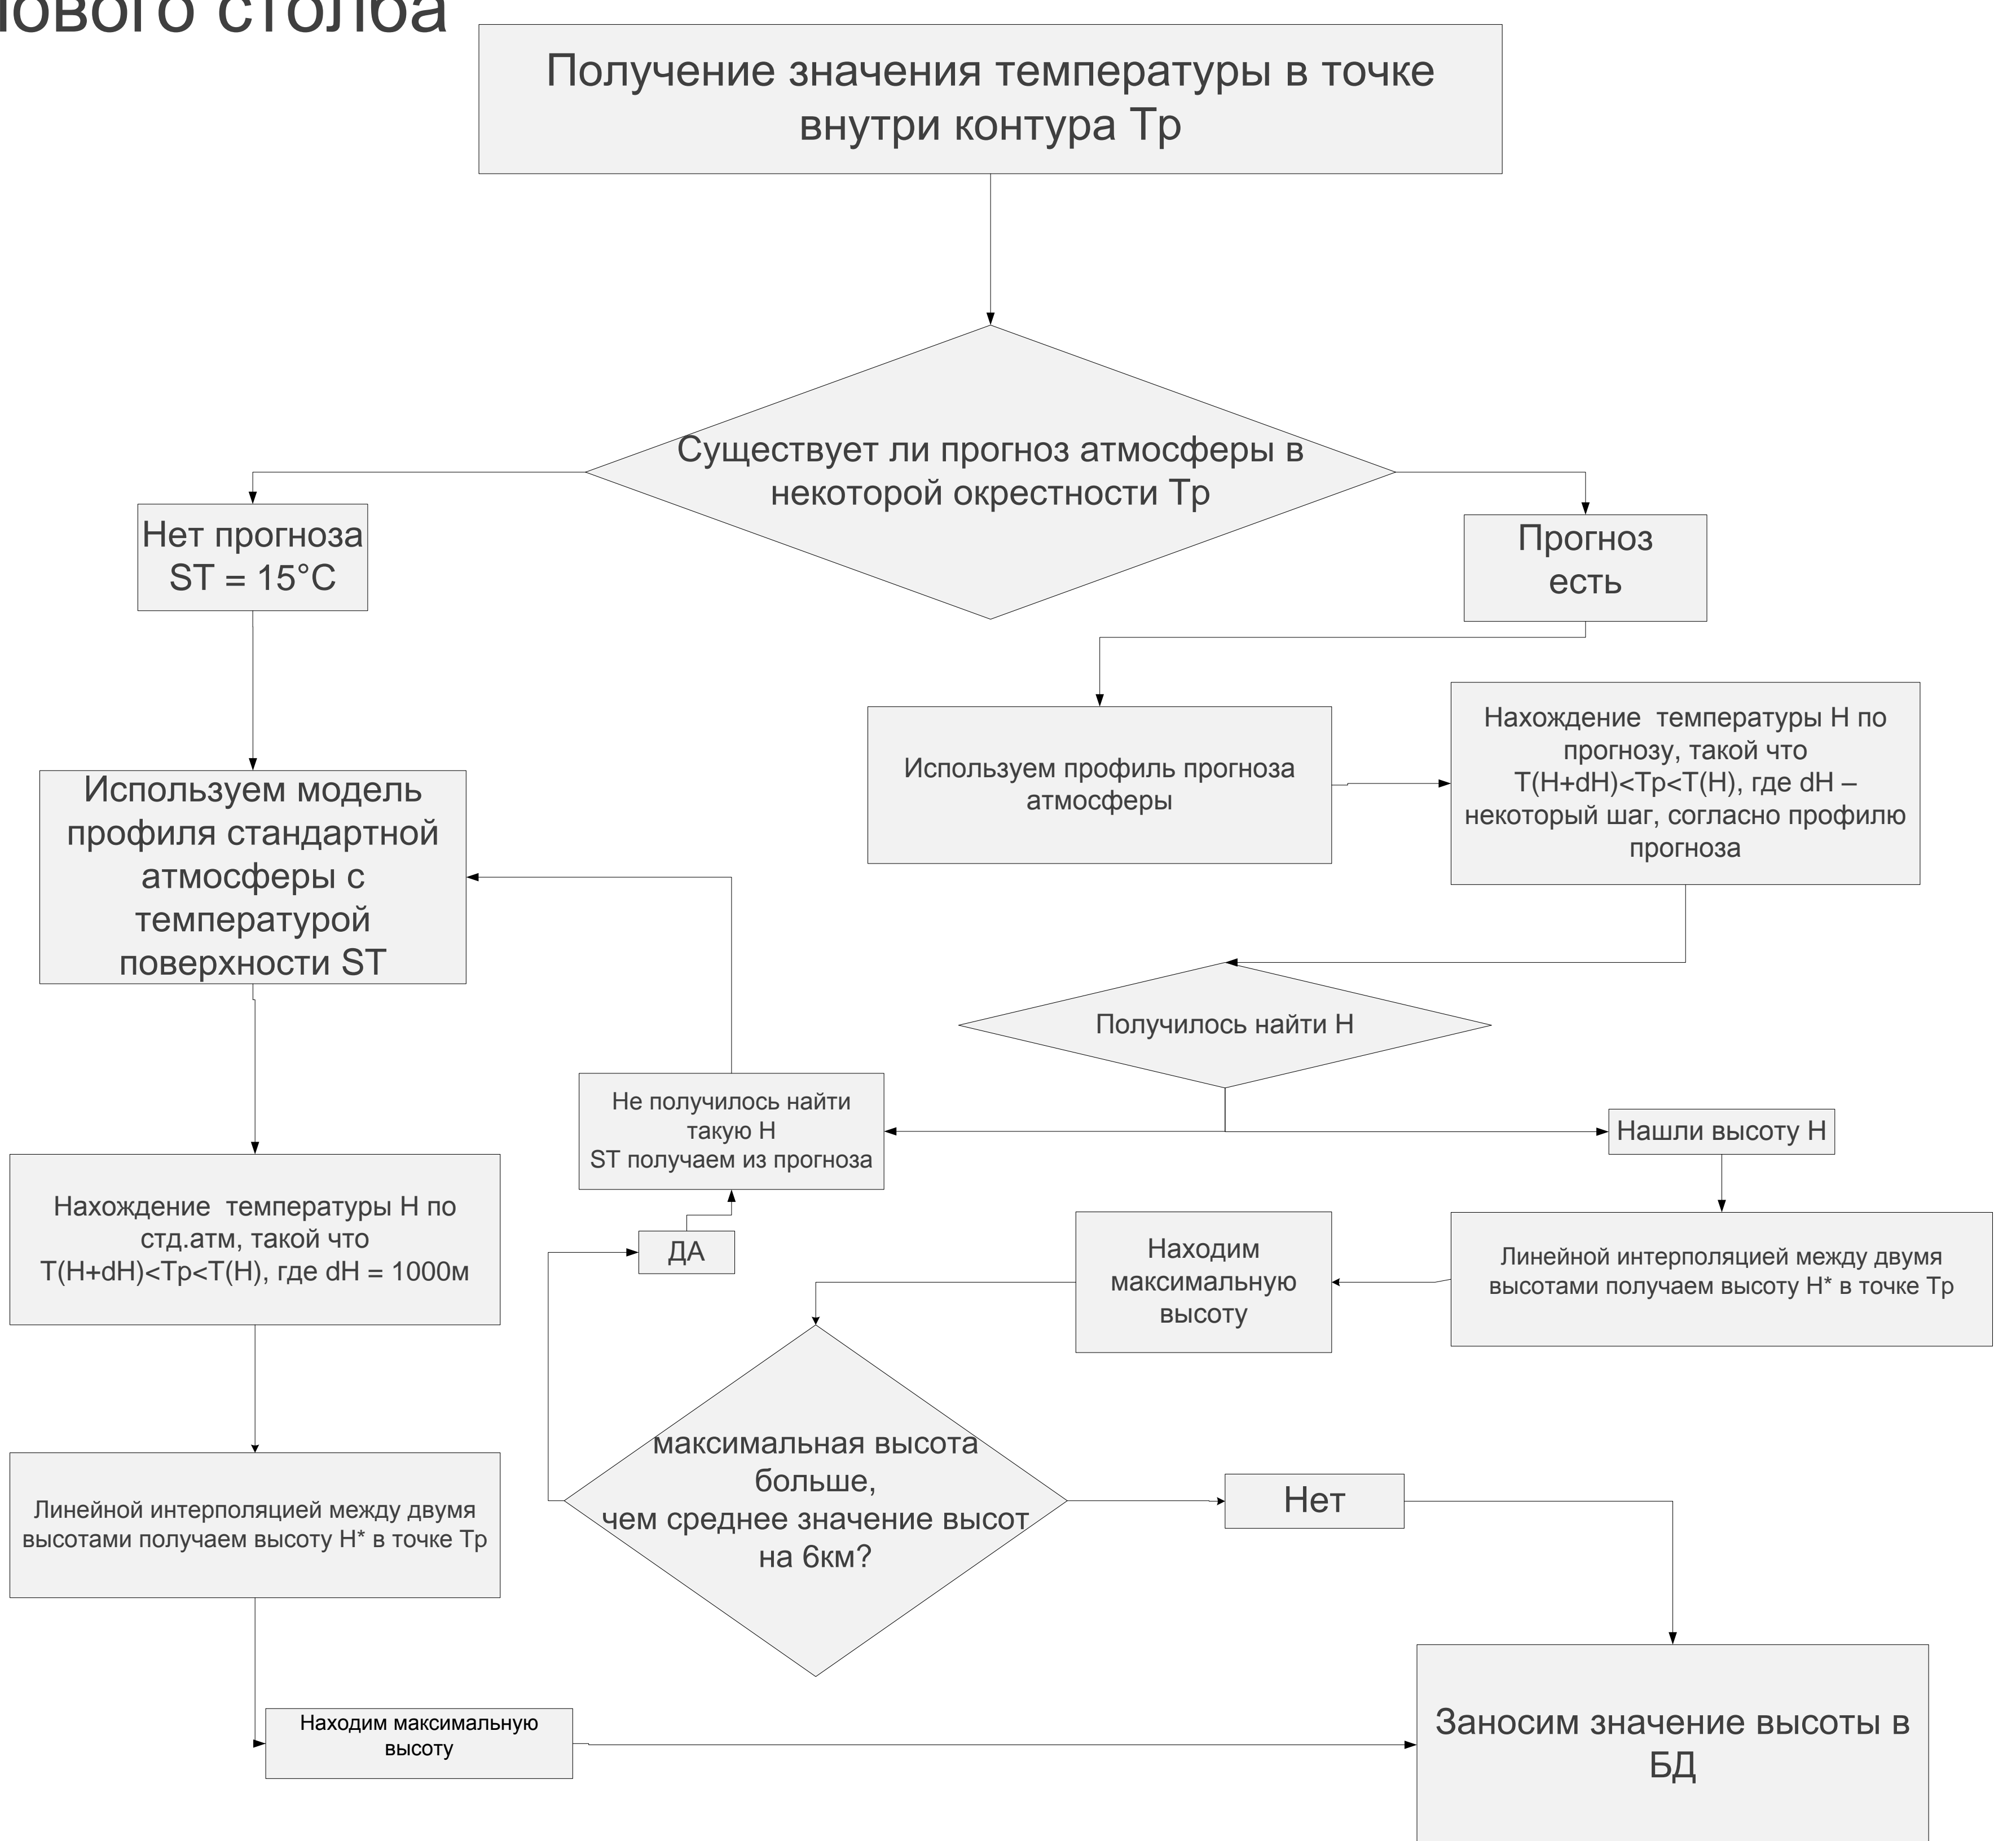 столба
Получение значения температуры в точке
внутри контура Тр
Существует ли прогноз атмосферы в
некоторой окрестности Тр
Нет прогноза
ST = 15°C
Прогноз
есть
Используем профиль прогноза
атмосферы
Нахождение температуры Н по
прогнозу, такой что
T(H+dH)<Tp<T(H), где dH –
некоторый шаг, согласно профилю
прогноза
Используем модель
профиля стандартной
атмосферы с
температурой
поверхности ST
Получилось найти Н
Не получилось найти
такую Н
ST получаем из прогноза
Нашли высоту Н
Нахождение температуры Н по
стд.атм, такой что
T(H+dH)<Tp<T(H), где dH = 1000м
ДА
Находим
максимальную
высоту
Линейной интерполяцией между двумя
высотами получаем высоту Н* в точке Тр
максимальная высота
больше,
чем среднее значение высот
на 6км?
Нет
Линейной интерполяцией между двумя
высотами получаем высоту Н* в точке Тр
Находим максимальную
высоту
Заносим значение высоты в
БД